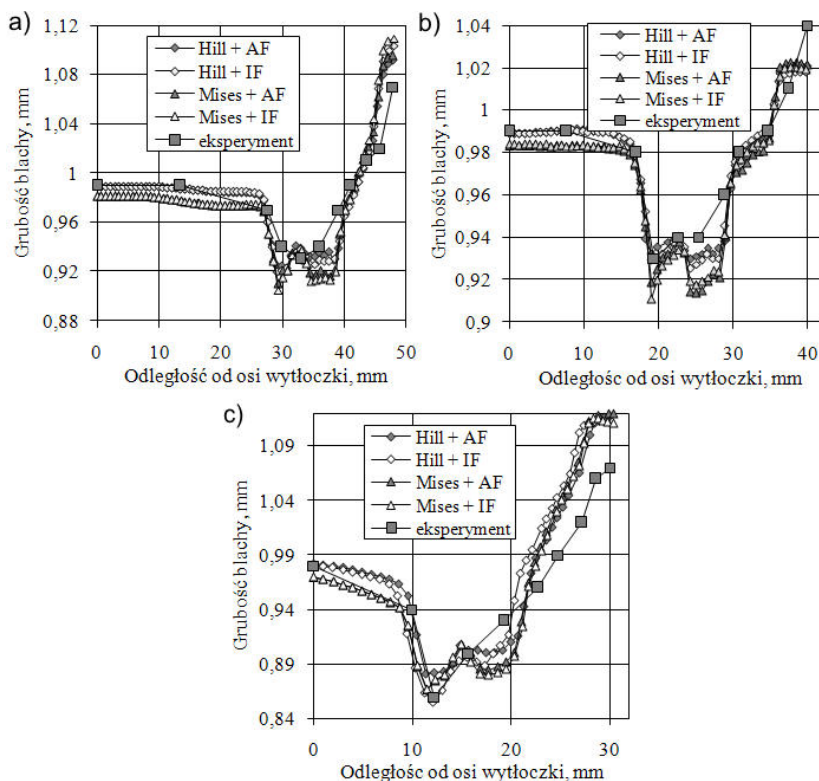 a)
Grubość blachy, mm
1,12
1,08
1,04
1
0,96
0,92
0,88
Hill + AF
Hill + IF
Mises + AF
Mises + IF
eksperyment
0 10 20 30 40 50
Odległość od osi wytłoczki, mm
b)
Grubość blachy, mm
1,04
1,02
1
0,98
0,96
0,94
0,92
0,9
Hill + AF
Hill + IF
Mises + AF
Mises + IF
eksperyment
0 10 20 30 40
Odległość od osi wytłoczki, mm
c)
Grubość blachy, mm
1,09
1,04
0,99
0,94
0,89
0,84
Hill + AF
Hill + IF
Mises + AF
Mises + IF
eksperyment
0 10 20 30
Odległość od osi wytłoczki, mm